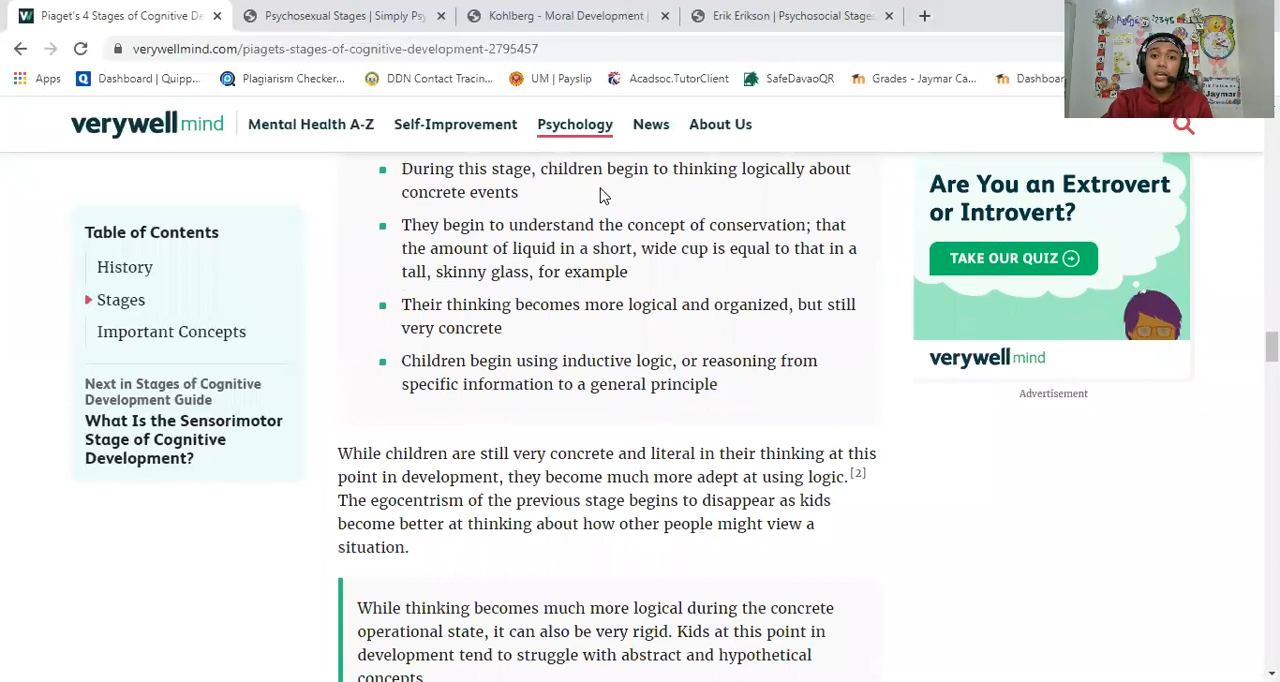 Piaget's 4 Stages of Cognitive De
Psychosexual Stages | Simply Psy
Kohlberg - Moral Development |
Erik Erikson | Psychosocial Stage
verywellmind.com/piagets-stages-of-cognitive-development-2795457
Apps
Dashboard | Quipp...
Plagiarism Checker...
DDN Contact Tracin...
UM | Payslip
Acadsoc.TutorClient
SafeDavaoQR
Grades - Jaymar Ca...
Dashboar
Jaymar
verywell mind
Mental Health A-Z
Self-Improvement
Psychology
News
About Us
During this stage, children begin to thinking logically about
concrete events
They begin to understand the concept of conservation; that
the amount of liquid in a short, wide cup is equal to that in a
tall, skinny glass, for example
Their thinking becomes more logical and organized, but still
very concrete
Children begin using inductive logic, or reasoning from
specific information to a general principle
Table of Contents
History
Stages
Important Concepts
Next in Stages of Cognitive
Development Guide
What Is the Sensorimotor
Stage of Cognitive
Development?
Are You an Extrovert
or Introvert?
TAKE OUR QUIZ
verywell mind
Advertisement
While children are still very concrete and literal in their thinking at this
point in development, they become much more adept at using logic. [2]
The egocentrism of the previous stage begins to disappear as kids
become better at thinking about how other people might view a
situation.
While thinking becomes much more logical during the concrete
operational state, it can also be very rigid. Kids at this point in
development tend to struggle with abstract and hypothetical
concepts